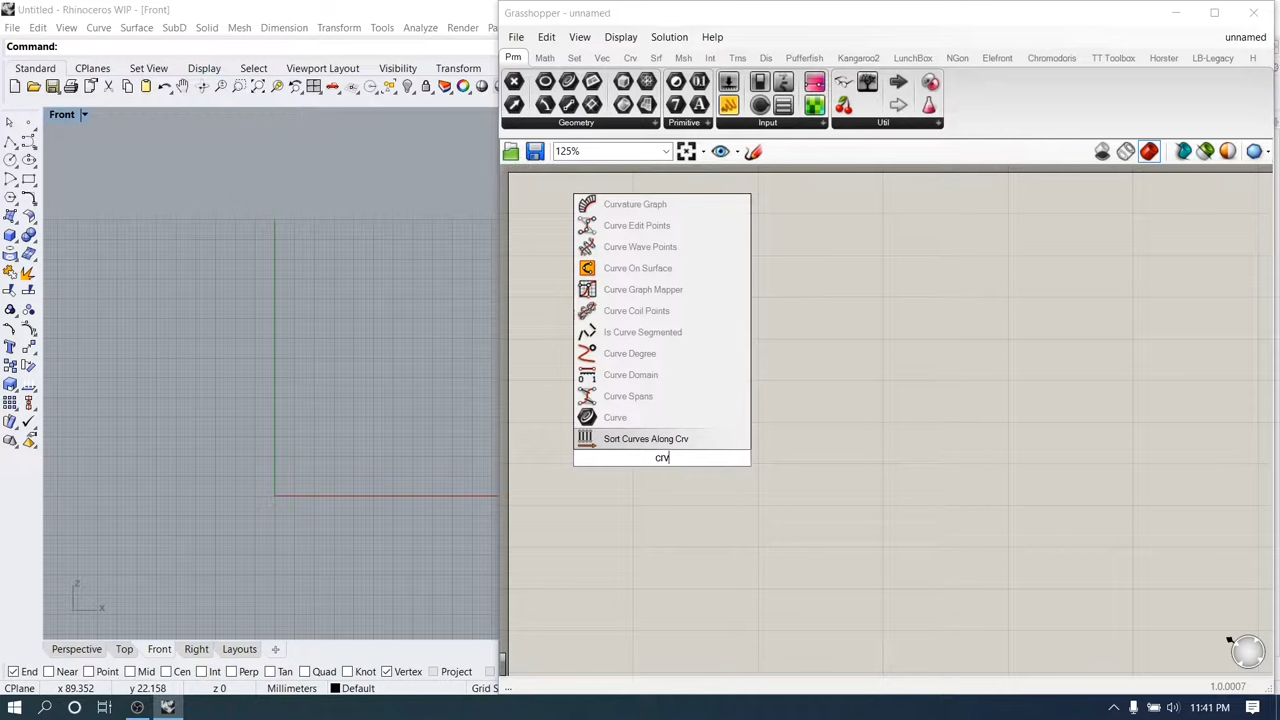 Untitled - Rhinoceros WIP - [Front]
File Edit View Curve Surface SubD Solid Mesh Dimension Transform Tools Analyze Render
Command:
Standard CPlanes Set View Display Select Viewport Layout Visibility Transform
Front
z
x
Perspective Top Front Right Layouts
End Near Point Mid Cen Int Perp Tan Quad Knot Vertex Project
CPlane x 89.352 y 22.158 z 0 Millimeters Default Grid S
Grasshopper - unnamed
File Edit View Display Solution Help unnamed
Prm Math Set Vec Crv Srf Msh Int Trns Dis Pufferfish Kangaroo2 LunchBox NGon Elefront Chromodoris TT Toolbox Horster LB-Legacy H
Geometry Primitive Input Util
125%
Curvature Graph
Curve Edit Points
Curve Wave Points
Curve On Surface
Curve Graph Mapper
Curve Coil Points
Is Curve Segmented
Curve Degree
Curve Domain
Curve Spans
Curve
Sort Curves Along Crv
crv
... 1.0.0007
11:41 PM